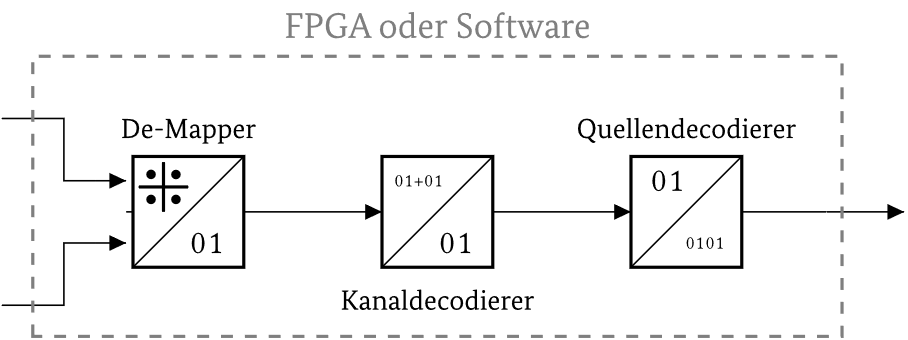 FPGA oder Software
De-Mapper
Quellendecodierer
01+01
01
01
01
0101
Kanaldecodierer